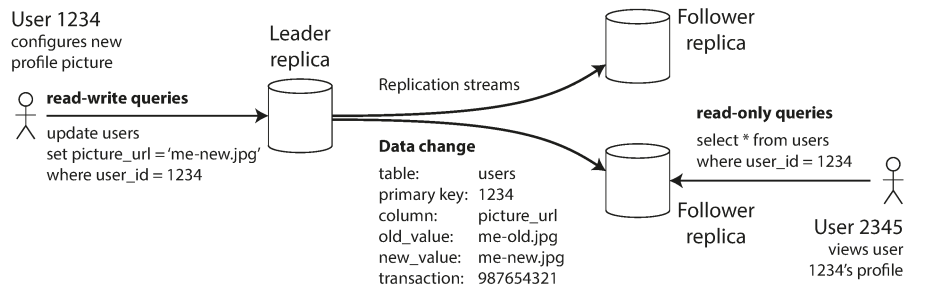 User 1234
configures new
profile picture
read-write queries
update users
set picture_url = ‘me-new.jpg’
where user_id = 1234
Leader
replica
Replication streams
Data change
table: users
primary key: 1234
column: picture_url
old_value: me-old.jpg
new_value: me-new.jpg
transaction: 987654321
Follower
replica
read-only queries
select * from users
where user_id = 1234
Follower
replica
User 2345
views user
1234’s profile